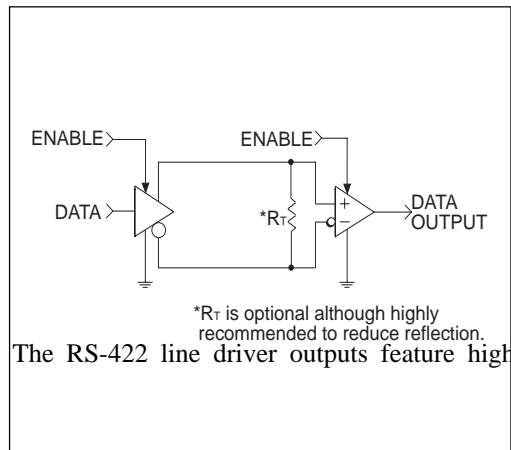 ENABLE
ENABLE
DATA
*RT
+
−
DATA
OUTPUT
*RT is optional although highly
recommended to reduce reflection.
The RS-422 line driver outputs feature high